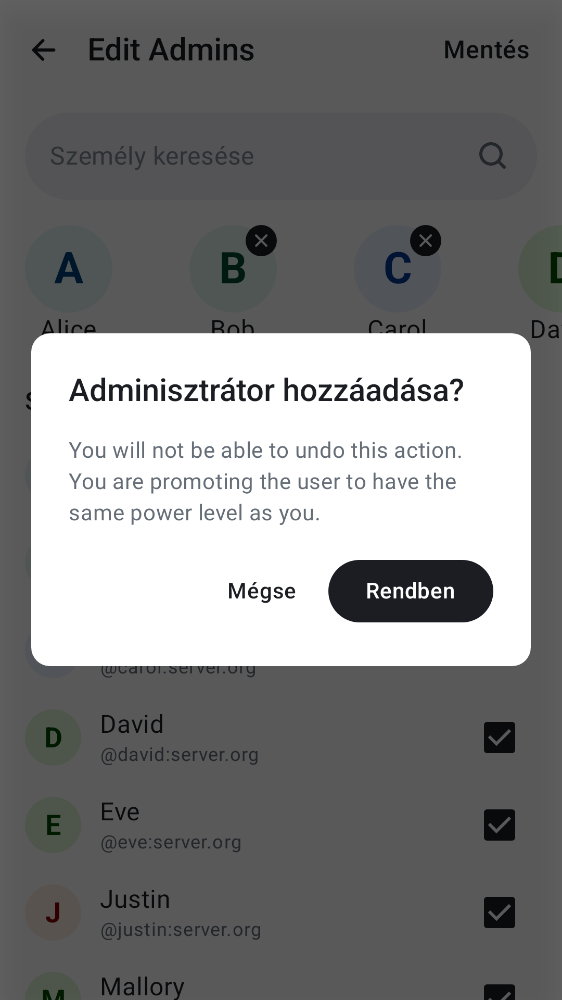 Edit Admins
Mentés
Személy keresése
A
B
C
Alice
Bob
Carol
Da
Adminisztrátor hozzáadása?
You will not be able to undo this action.
You are promoting the user to have the
same power level as you.
Mégse
Rendben
@carol:server.org
D
David
@david:server.org
E
Eve
@eve:server.org
J
Justin
@justin:server.org
M
Mallory